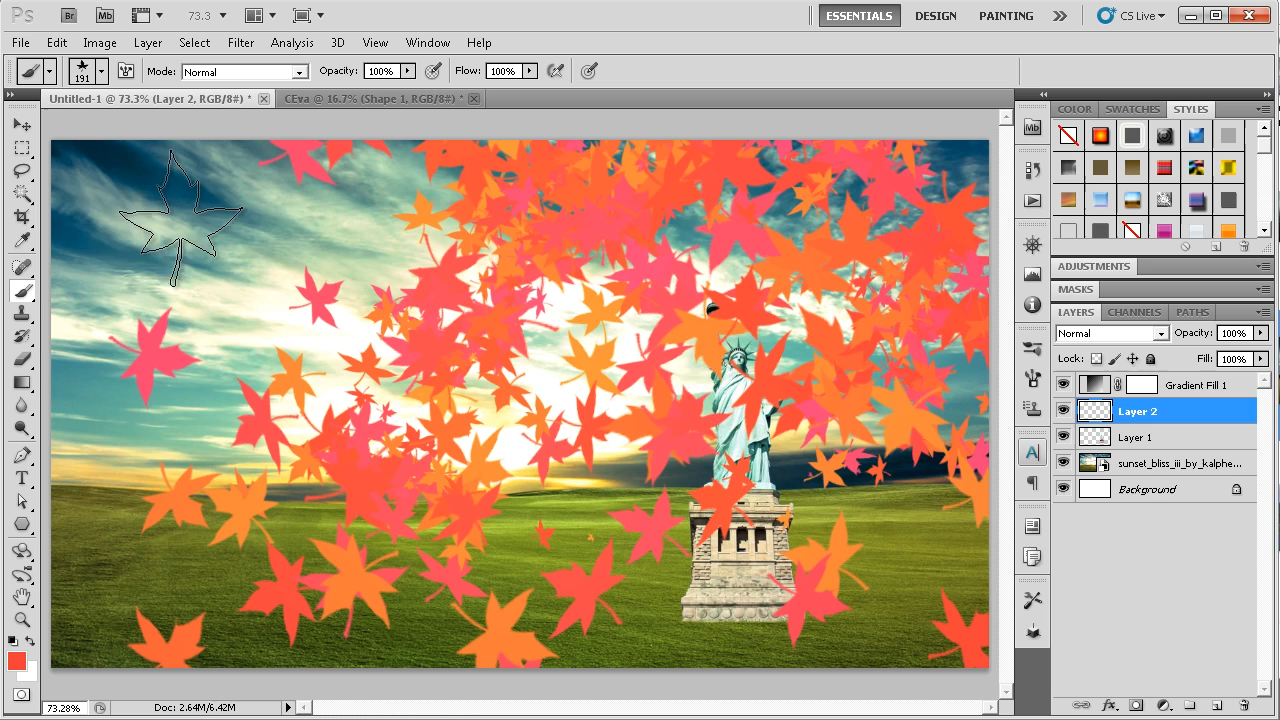 Ps Br Mb 73.3 ESSENTIALS DESIGN PAINTING CS Live
File Edit Image Layer Select Filter Analysis 3D View Window Help
191 Mode: Normal Opacity: 100% Flow: 100%
Untitled-1 @ 73.3% (Layer 2, RGB/8#) * CEva @ 16.7% (Shape 1, RGB/8#) *
COLOR SWATCHES STYLES
Mb
ADJUSTMENTS
MASKS
LAYERS CHANNELS PATHS
Normal Opacity: 100%
Lock: Fill: 100%
Gradient Fill 1
Layer 2
Layer 1
sunset_bliss_ii_by_kalphe...
Background
A
T
73.28% Doc: 2.64M/6.42M
fx